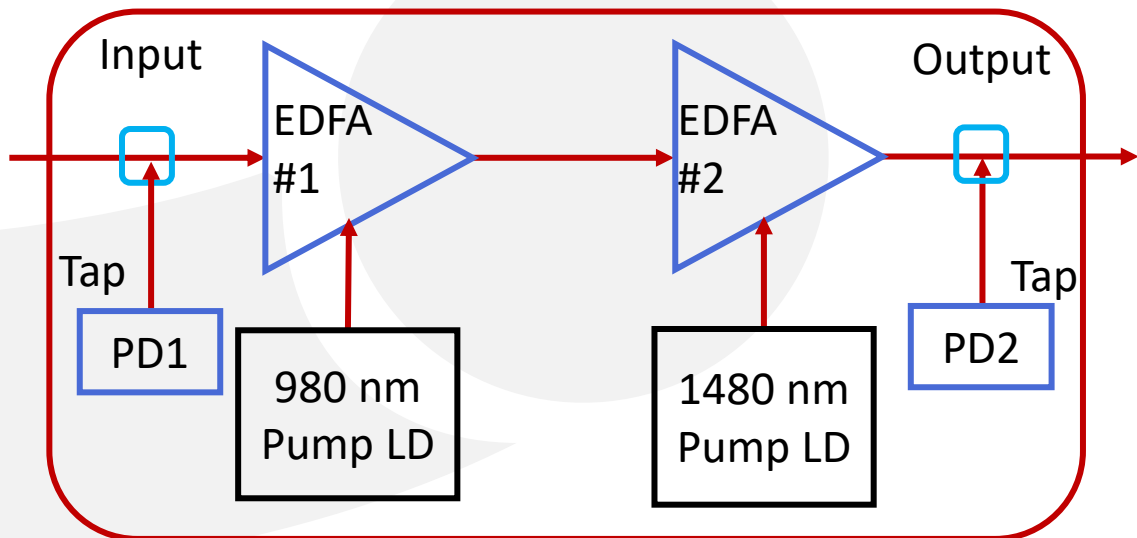 Input
Output
EDFA
#1
EDFA
#2
Tap
Tap
PD1
980 nm
Pump LD
1480 nm
Pump LD
PD2